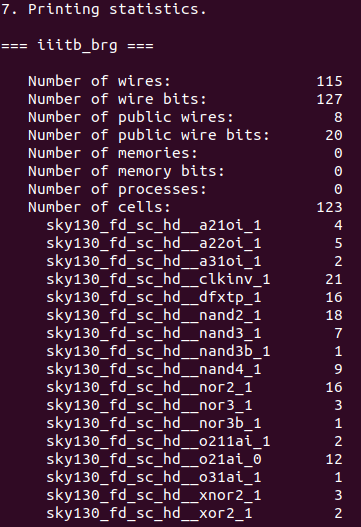 7. Printing statistics.
=== iiitb_brg ===
Number of wires: 115
Number of wire bits: 127
Number of public wires: 8
Number of public wire bits: 20
Number of memories: 0
Number of memory bits: 0
Number of processes: 0
Number of cells: 123
sky130_fd_sc_hd__a21oi_1 4
sky130_fd_sc_hd__a22oi_1 5
sky130_fd_sc_hd__a31oi_1 2
sky130_fd_sc_hd__clkinv_1 21
sky130_fd_sc_hd__dfxtp_1 16
sky130_fd_sc_hd__nand2_1 18
sky130_fd_sc_hd__nand3_1 7
sky130_fd_sc_hd__nand3b_1 1
sky130_fd_sc_hd__nand4_1 9
sky130_fd_sc_hd__nor2_1 16
sky130_fd_sc_hd__nor3_1 3
sky130_fd_sc_hd__nor3b_1 1
sky130_fd_sc_hd__o211ai_1 2
sky130_fd_sc_hd__o21ai_0 12
sky130_fd_sc_hd__o31ai_1 1
sky130_fd_sc_hd__xnor2_1 3
sky130_fd_sc_hd__xor2_1 2